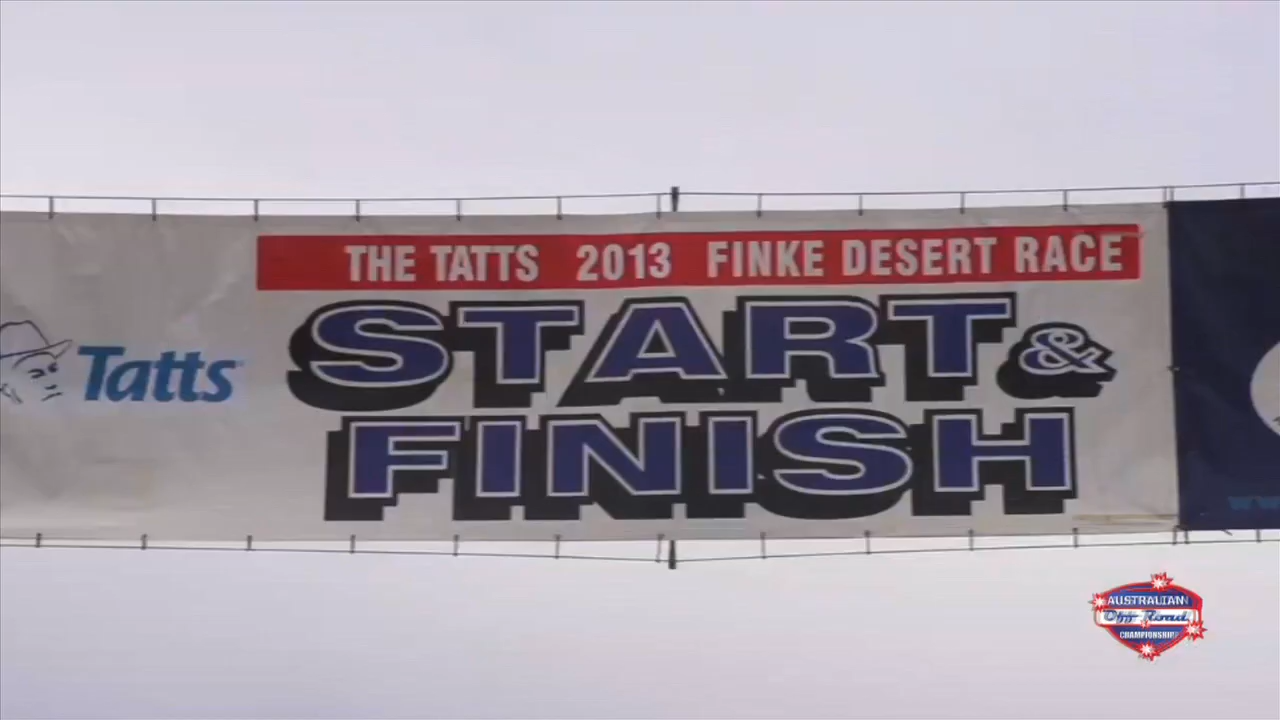 THE TATTS 2013 FINKE DESERT RACE
Tatts
START &
FINISH
AUSTRALIAN
Off Road
CHAMPIONSHIP